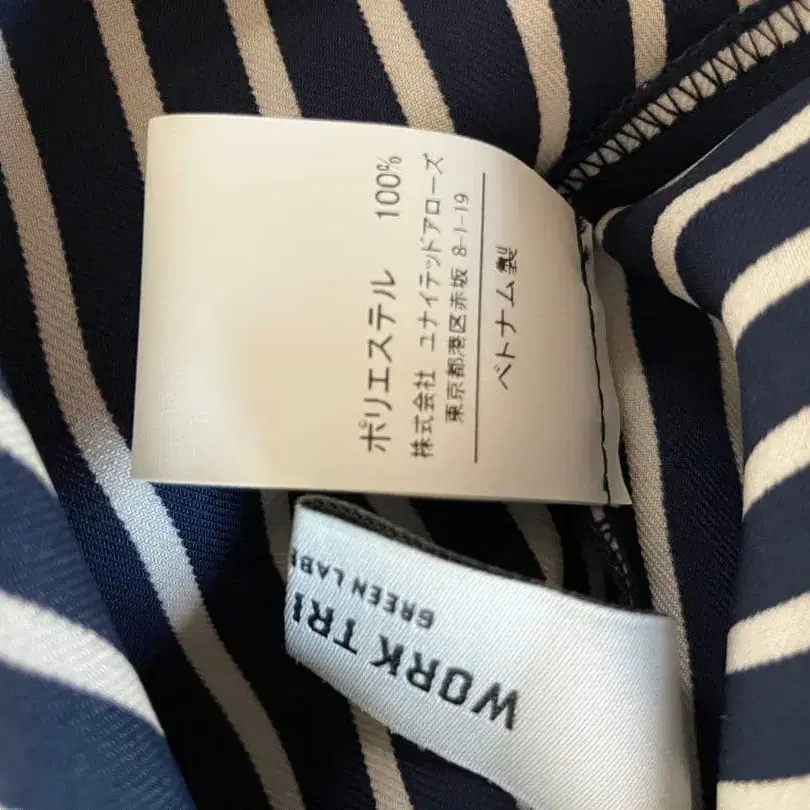 ポリエステル 100%
株式会社 ユナイテッドアローズ
東京都港区赤坂 8-1-19
ベトナム製
WORK TRI
GREEN LABE